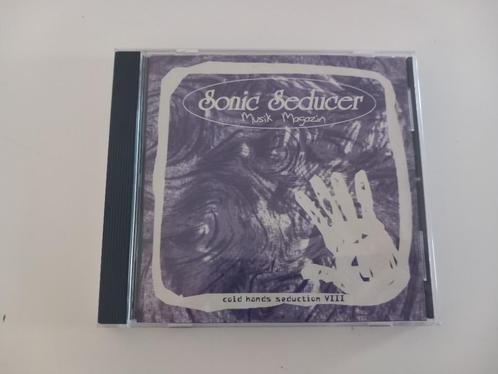 Sonic Seducer
Musik Magazin
cold hands seduction VIII